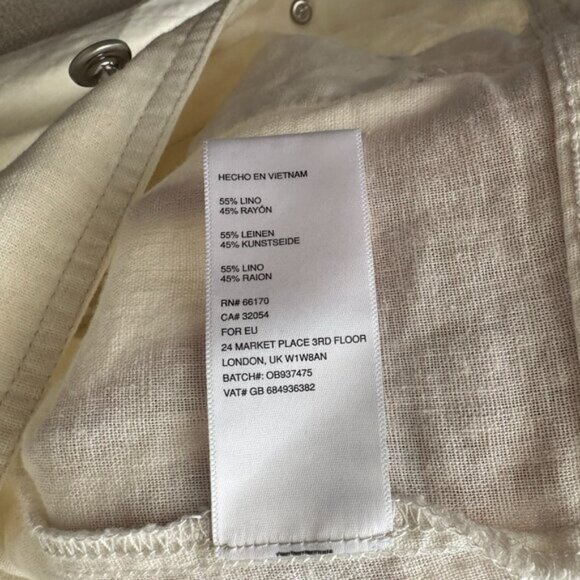 HECHO EN VIETNAM
55% LINO
45% RAYÓN
55% LEINEN
45% KUNSTSEIDE
55% LINO
45% RAION
RN# 66170
CA# 32054
FOR EU
24 MARKET PLACE 3RD FLOOR
LONDON, UK W1W8AN
BATCH#: OB937475
VAT# GB 684936382